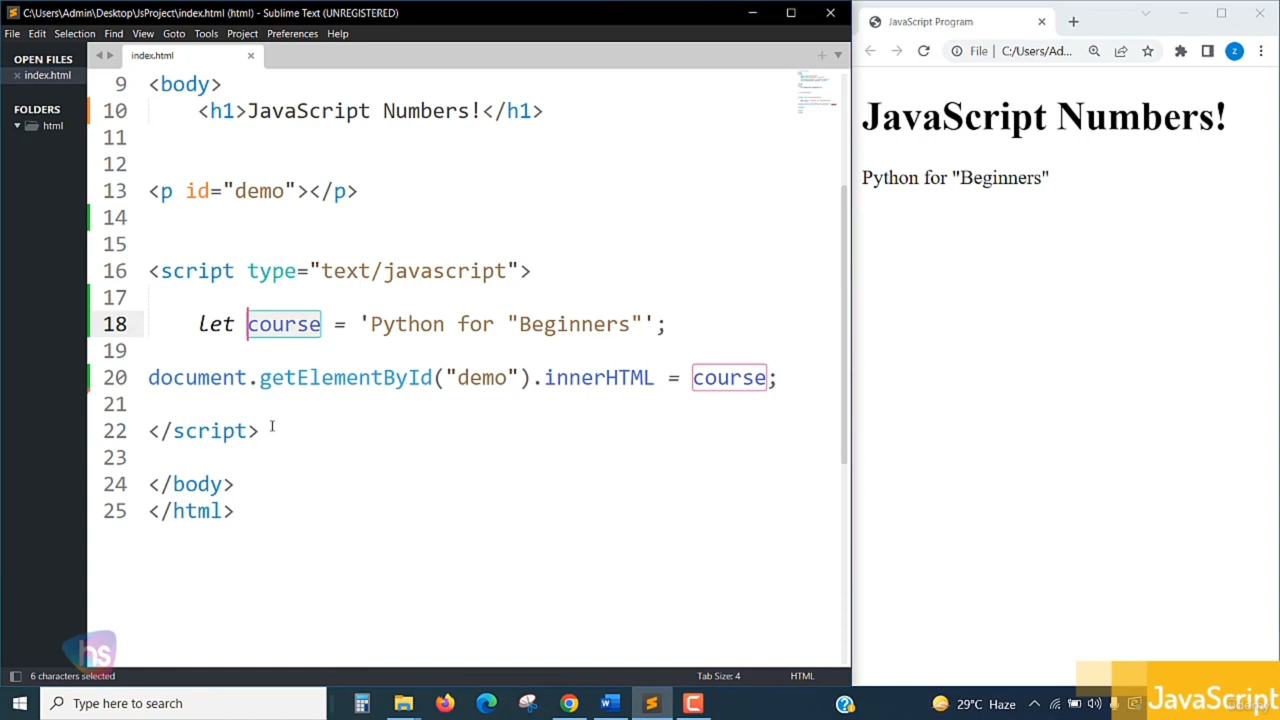 C:\Users\Admin\Desktop\JsProject\index.html (html) - Sublime Text (UNREGISTERED)
File Edit Selection Find View Goto Tools Project Preferences Help
OPEN FILES
index.html
FOLDERS
html
index.html
9 <body>
10 <h1>JavaScript Numbers!</h1>
11
12
13 <p id="demo"></p>
14
15
16 <script type="text/javascript">
17
18 let course = 'Python for "Beginners"';
19
20 document.getElementById("demo").innerHTML = course;
21
22 </script>
23
24 </body>
25 </html>
hs
6 characters selected
Tab Size: 4
HTML
JavaScript Program
File C:/Users/Ad...
Z
JavaScript Numbers!
Python for "Beginners"
Type here to search
29°C Haze
JavaScript